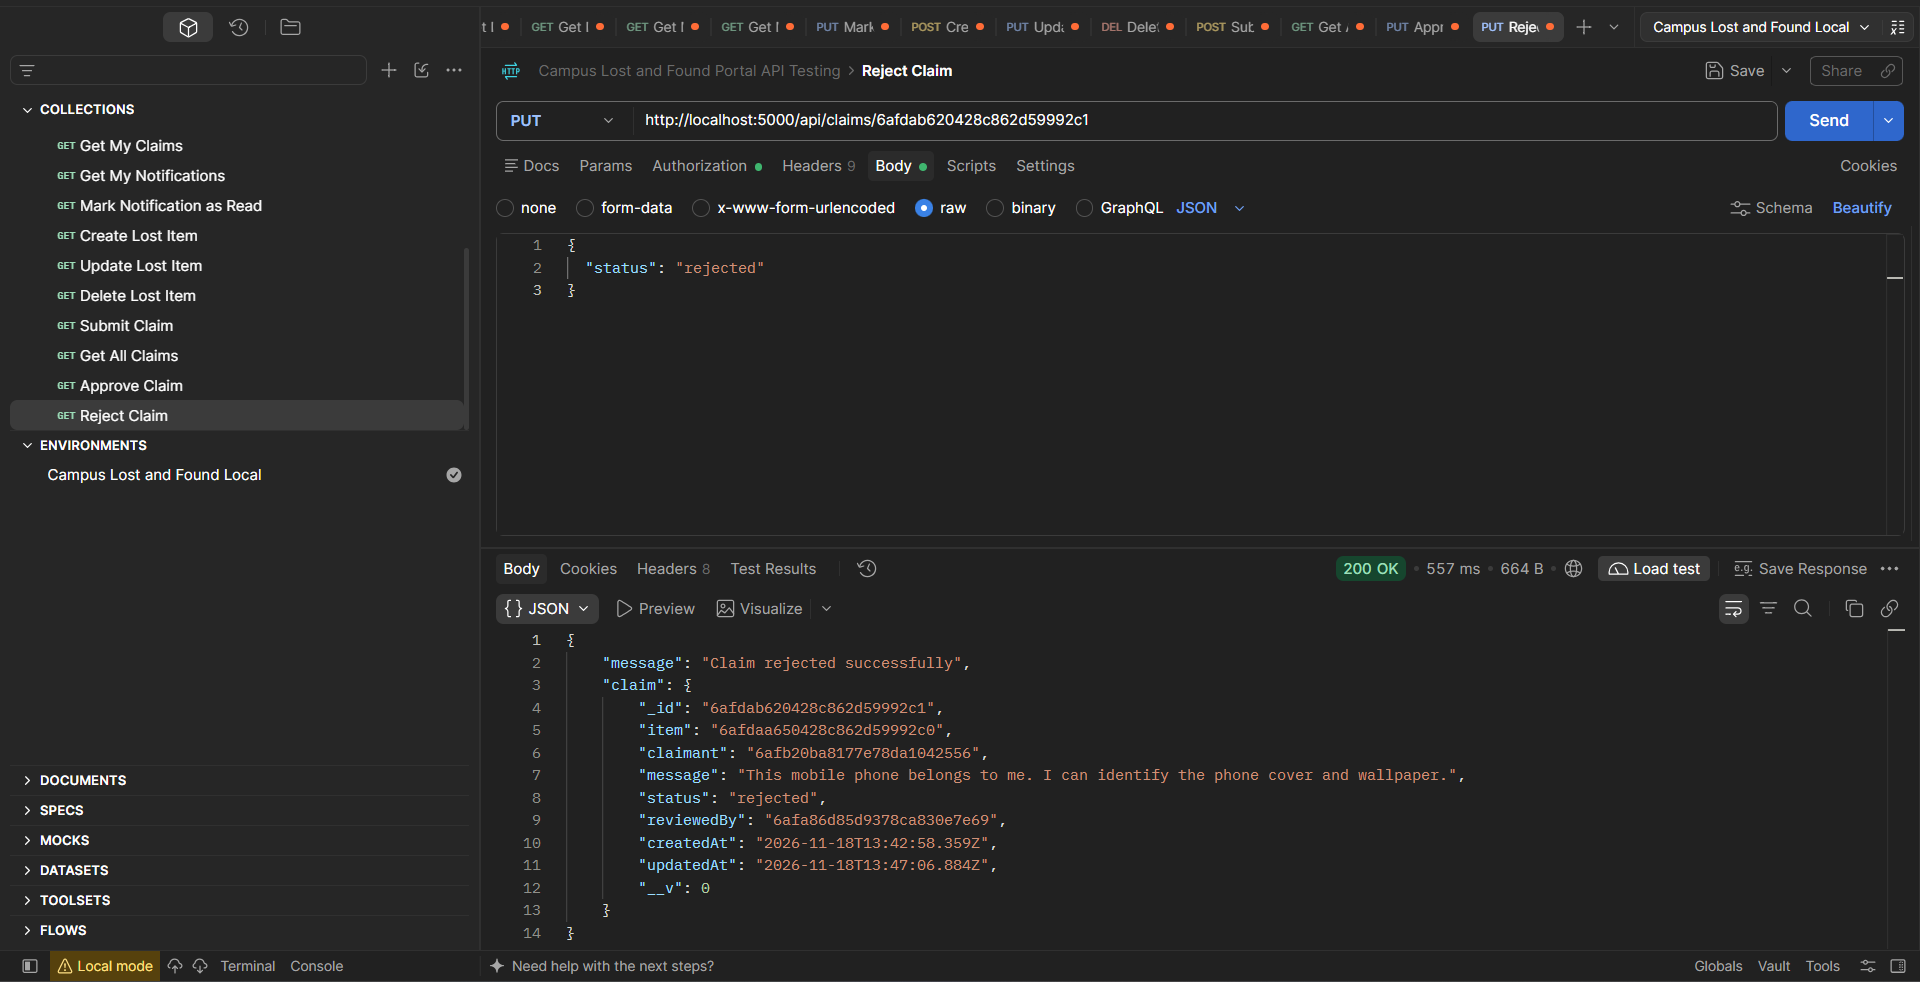 t l
GET Get I
GET Get I
GET Get I
PUT Mark
POST Cre
PUT Upda
DEL Dele
POST Sub
GET Get A
PUT Appr
PUT Reje
Campus Lost and Found Local
HTTP Campus Lost and Found Portal API Testing > Reject Claim
Save
Share
COLLECTIONS
GET Get My Claims
GET Get My Notifications
GET Mark Notification as Read
GET Create Lost Item
GET Update Lost Item
GET Delete Lost Item
GET Submit Claim
GET Get All Claims
GET Approve Claim
GET Reject Claim
ENVIRONMENTS
Campus Lost and Found Local
DOCUMENTS
SPECS
MOCKS
DATASETS
TOOLSETS
FLOWS
PUT http://localhost:5000/api/claims/6afdab620428c862d59992c1
Send
Docs Params Authorization Headers 9 Body Scripts Settings Cookies
none form-data x-www-form-urlencoded raw binary GraphQL JSON Schema Beautify
1 {
2 "status": "rejected"
3 }
Body Cookies Headers 8 Test Results 200 OK • 557 ms • 664 B Load test e.g. Save Response
{} JSON Preview Visualize
1 {
2 "message": "Claim rejected successfully",
3 "claim": {
4 "_id": "6afdab620428c862d59992c1",
5 "item": "6afdaa650428c862d59992c0",
6 "claimant": "6afb20ba8177e78da1042556",
7 "message": "This mobile phone belongs to me. I can identify the phone cover and wallpaper.",
8 "status": "rejected",
9 "reviewedBy": "6afa86d85d9378ca830e7e69",
10 "createdAt": "2026-11-18T13:42:58.359Z",
11 "updatedAt": "2026-11-18T13:47:06.884Z",
12 "__v": 0
13 }
14 }
Local mode Terminal Console Need help with the next steps? Globals Vault Tools